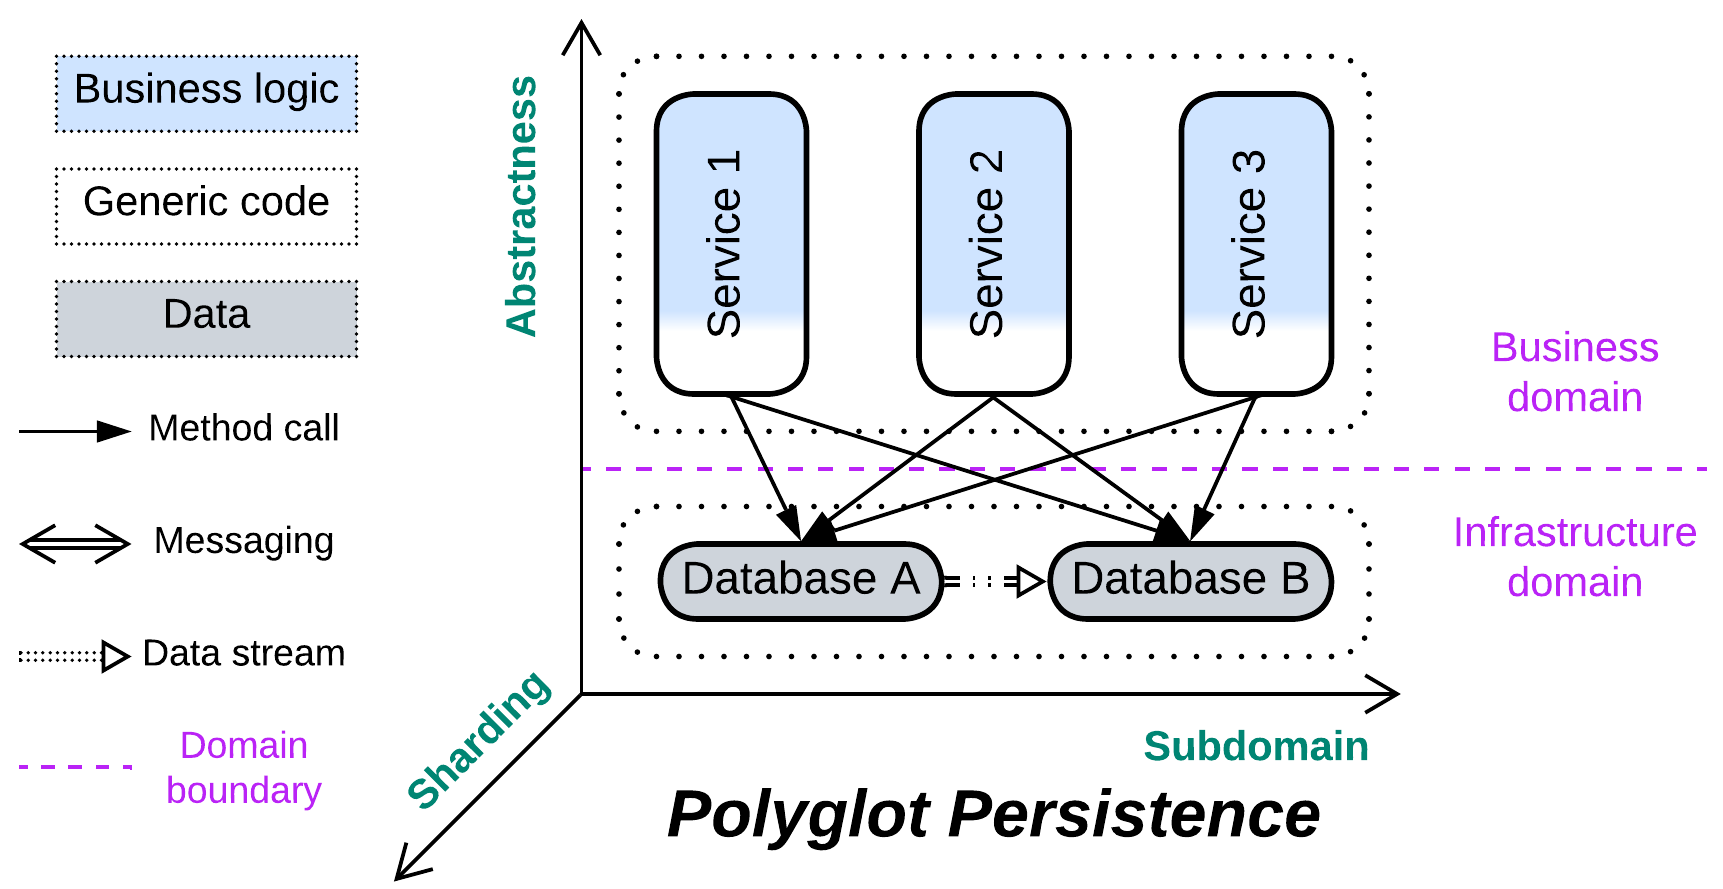 Business logic
Generic code
Data
Method call
Messaging
Data stream
Domain
boundary
Abstractness
Sharding
Subdomain
Service 1
Service 2
Service 3
Database A
Database B
Business
domain
Infrastructure
domain
Polyglot Persistence